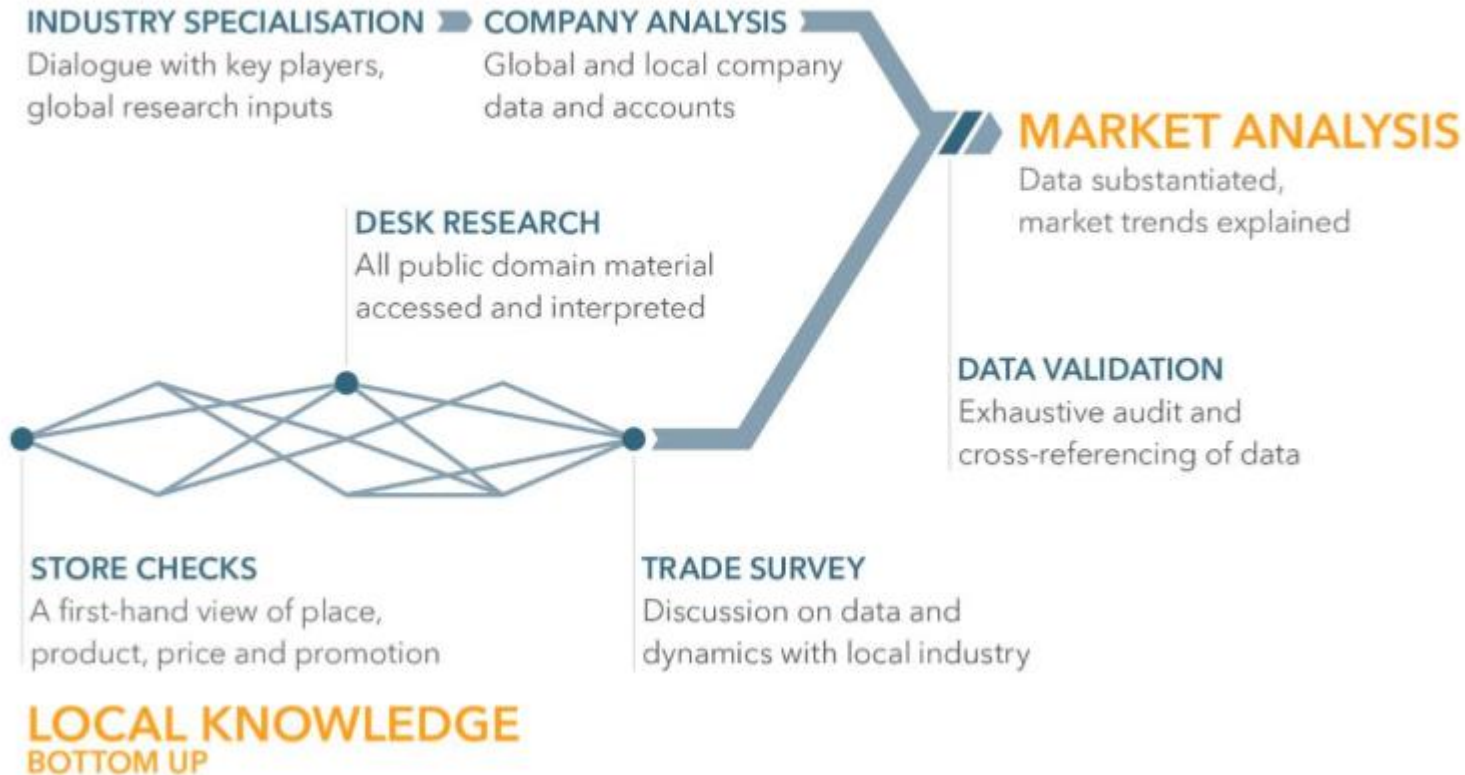 INDUSTRY SPECIALISATION
Dialogue with key players,
global research inputs
COMPANY ANALYSIS
Global and local company
data and accounts
MARKET ANALYSIS
Data substantiated,
market trends explained
DESK RESEARCH
All public domain material
accessed and interpreted
DATA VALIDATION
Exhaustive audit and
cross-referencing of data
STORE CHECKS
A first-hand view of place,
product, price and promotion
TRADE SURVEY
Discussion on data and
dynamics with local industry
LOCAL KNOWLEDGE
BOTTOM UP